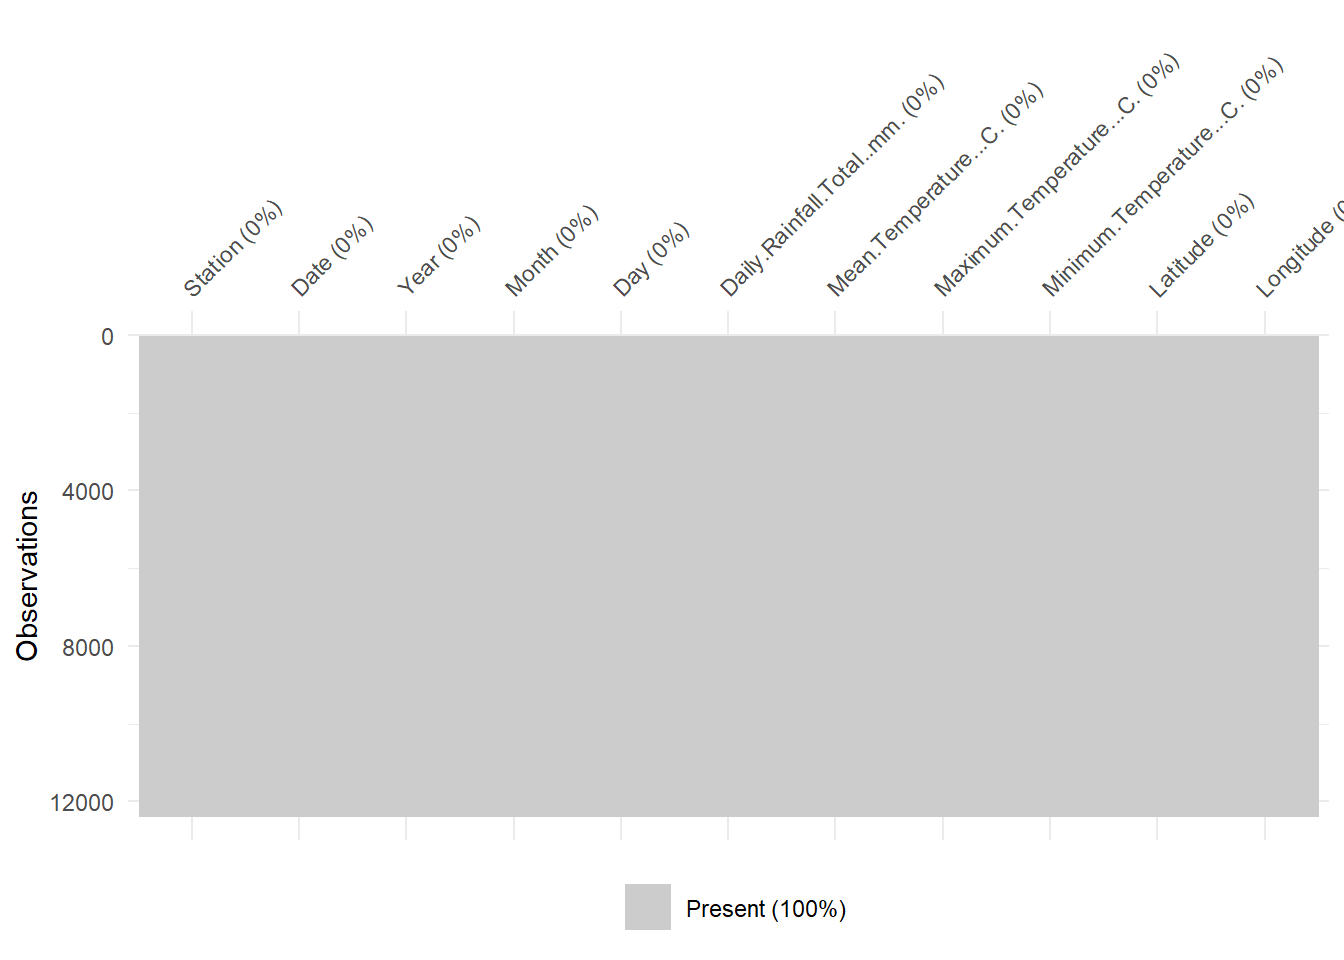 Station (0%)
Date (0%)
Year (0%)
Month (0%)
Day (0%)
Daily.Rainfall.Total..mm. (0%)
Mean.Temperature...C. (0%)
Maximum.Temperature...C. (0%)
Minimum.Temperature...C. (0%)
Latitude (0%)
Longitude (0
0
4000
8000
12000
Observations
Present (100%)